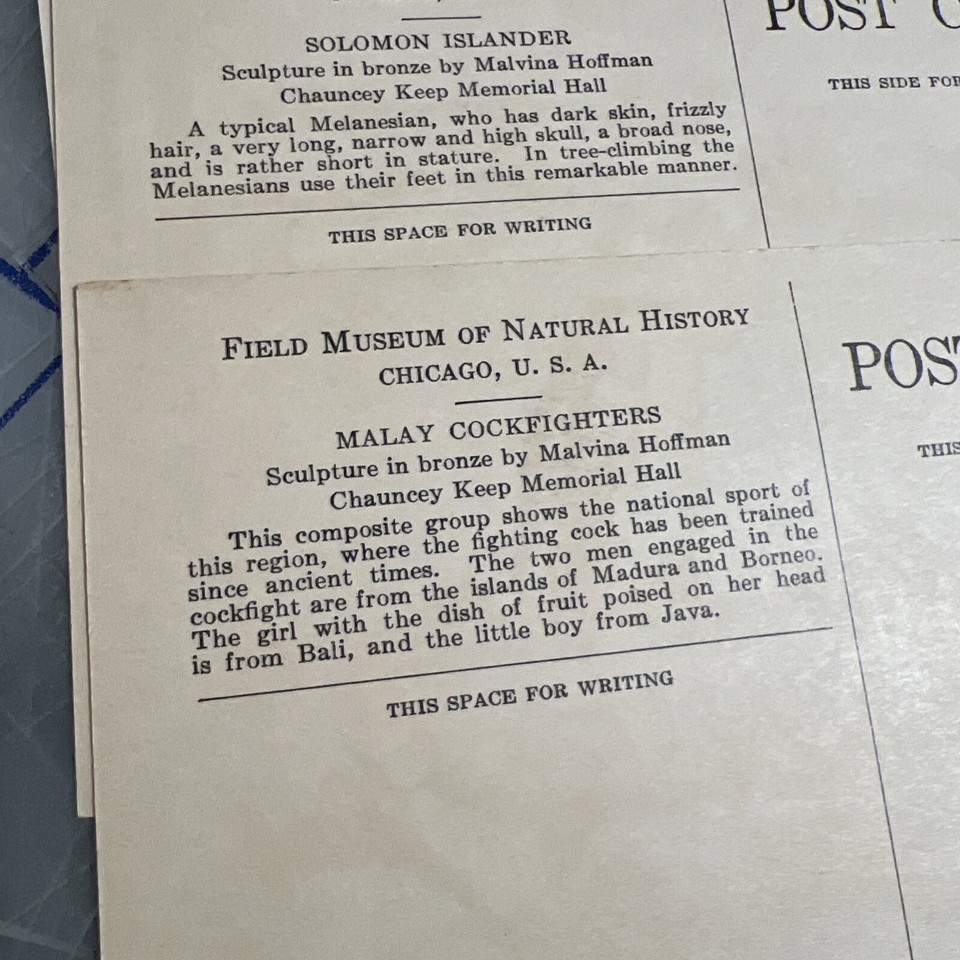 SOLOMON ISLANDER
Sculpture in bronze by Malvina Hoffman
Chauncey Keep Memorial Hall
A typical Melanesian, who has dark skin, frizzly
hair, a very long, narrow and high skull, a broad nose,
and is rather short in stature. In tree-climbing the
Melanesians use their feet in this remarkable manner.
THIS SPACE FOR WRITING
POST C
THIS SIDE FOR
FIELD MUSEUM OF NATURAL HISTORY
CHICAGO, U. S. A.
MALAY COCKFIGHTERS
Sculpture in bronze by Malvina Hoffman
Chauncey Keep Memorial Hall
This composite group shows the national sport of
this region, where the fighting cock has been trained
since ancient times. The two men engaged in the
cockfight are from the islands of Madura and Borneo.
The girl with the dish of fruit poised on her head
is from Bali, and the little boy from Java.
THIS SPACE FOR WRITING
POST
THIS